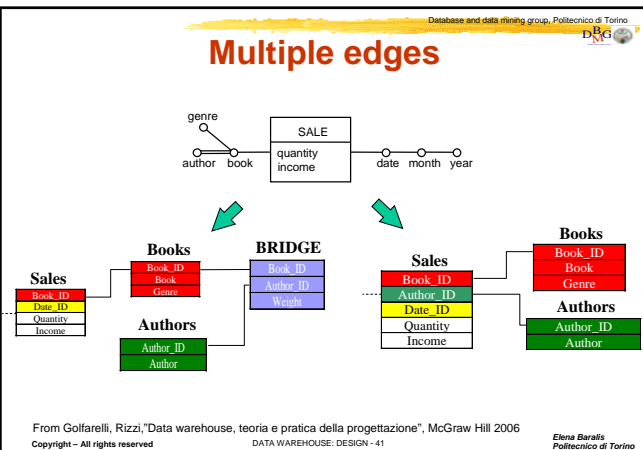 Database and data mining group, Politecnico di Torino
DBMG
Multiple edges
genre
author book
SALE
quantity
income
date month year
Sales
Book_ID
Date_ID
Quantity
Income
Books
Book_ID
Book
Genre
BRIDGE
Book_ID
Author_ID
Weight
Authors
Author_ID
Author
Sales
Book_ID
Author_ID
Date_ID
Quantity
Income
Books
Book_ID
Book
Genre
Authors
Author_ID
Author
From Golfarelli, Rizzi,"Data warehouse, teoria e pratica della progettazione", McGraw Hill 2006
Copyright – All rights reserved
DATA WAREHOUSE: DESIGN - 41
Elena Baralis
Politecnico di Torino